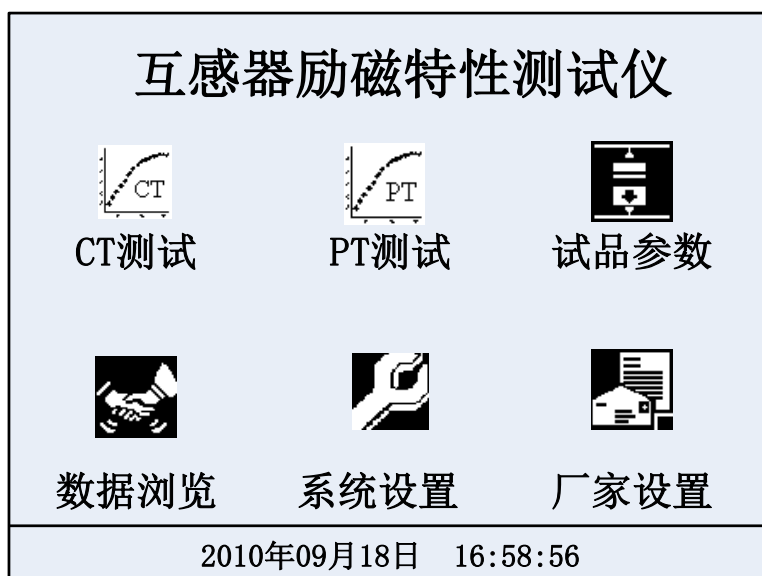 互感器励磁特性测试仪
CT PT
CT测试 PT测试 试品参数
数据浏览 系统设置 厂家设置
2010年09月18日 16:58:56